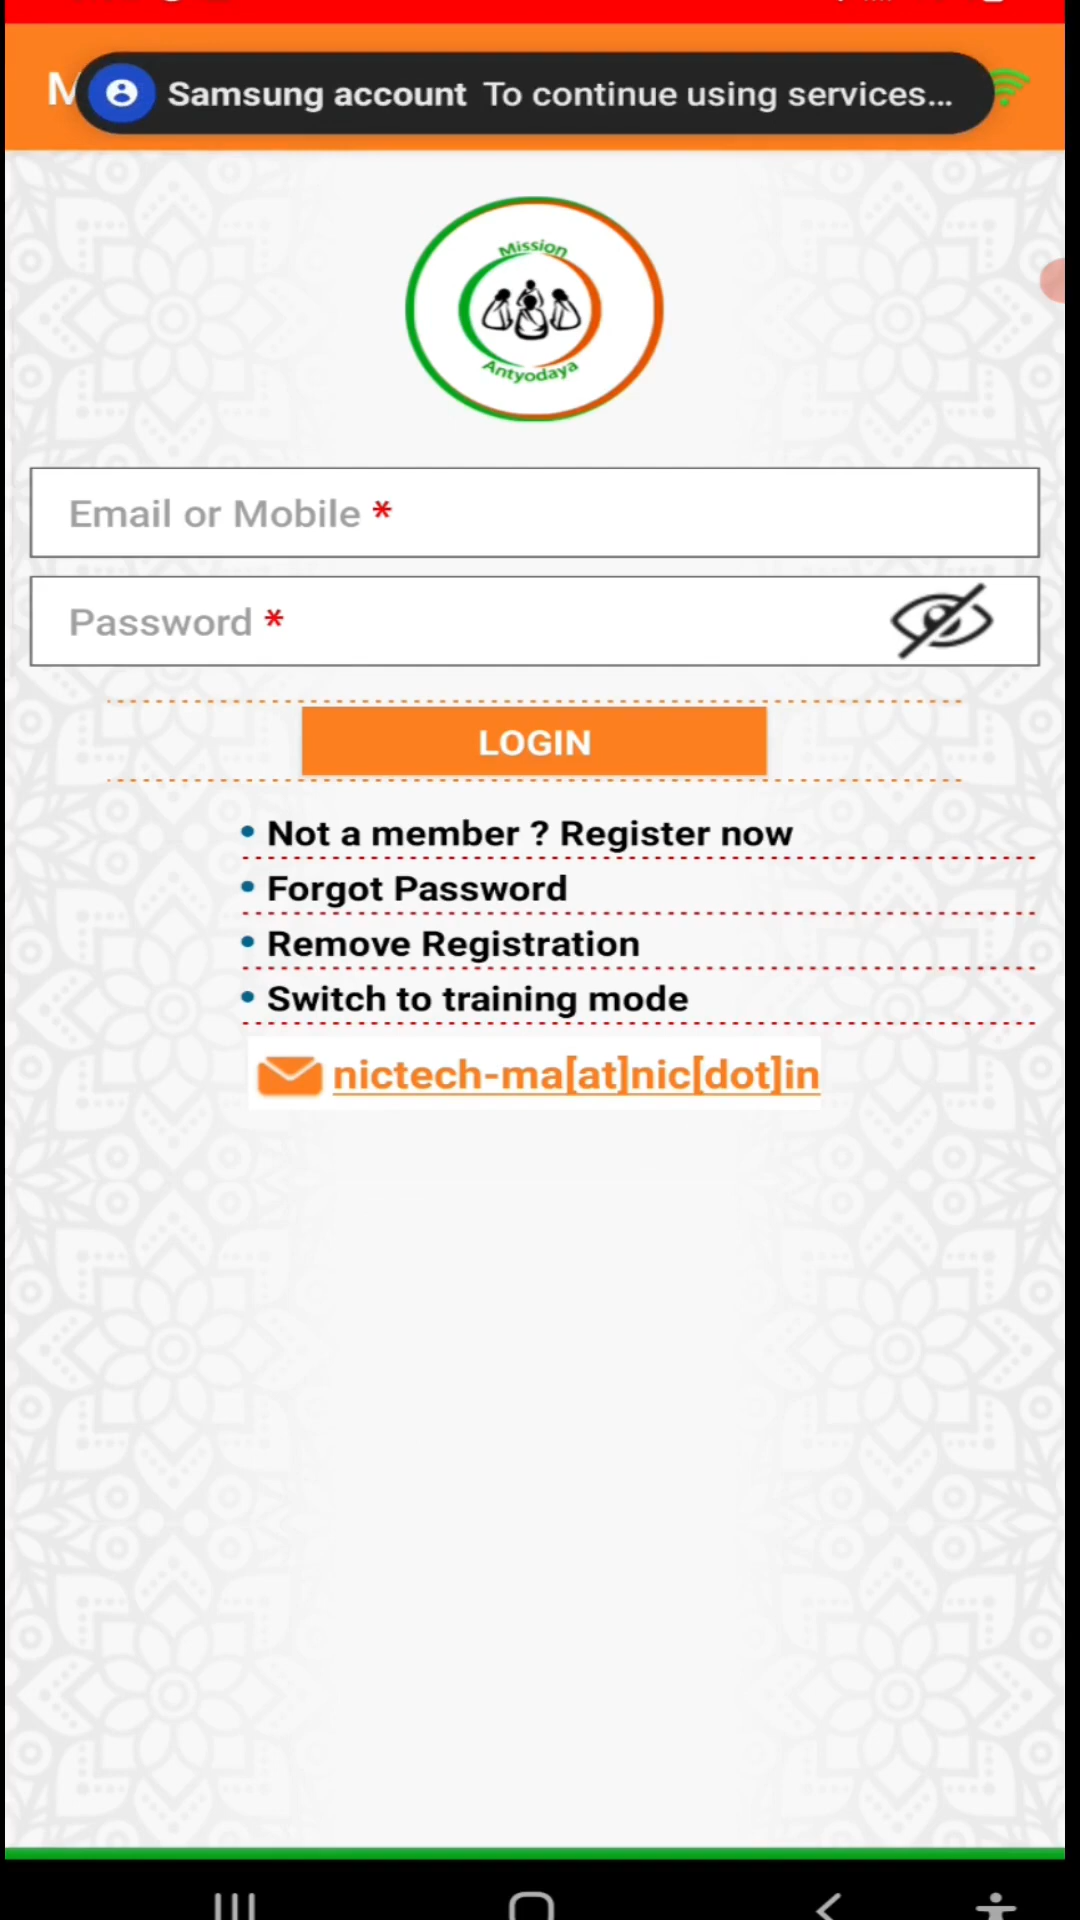 Samsung account To continue using services...
Mission
Antyodaya
Email or Mobile *
Password *
LOGIN
• Not a member ? Register now
• Forgot Password
• Remove Registration
• Switch to training mode
nictech-ma[at]nic[dot]in